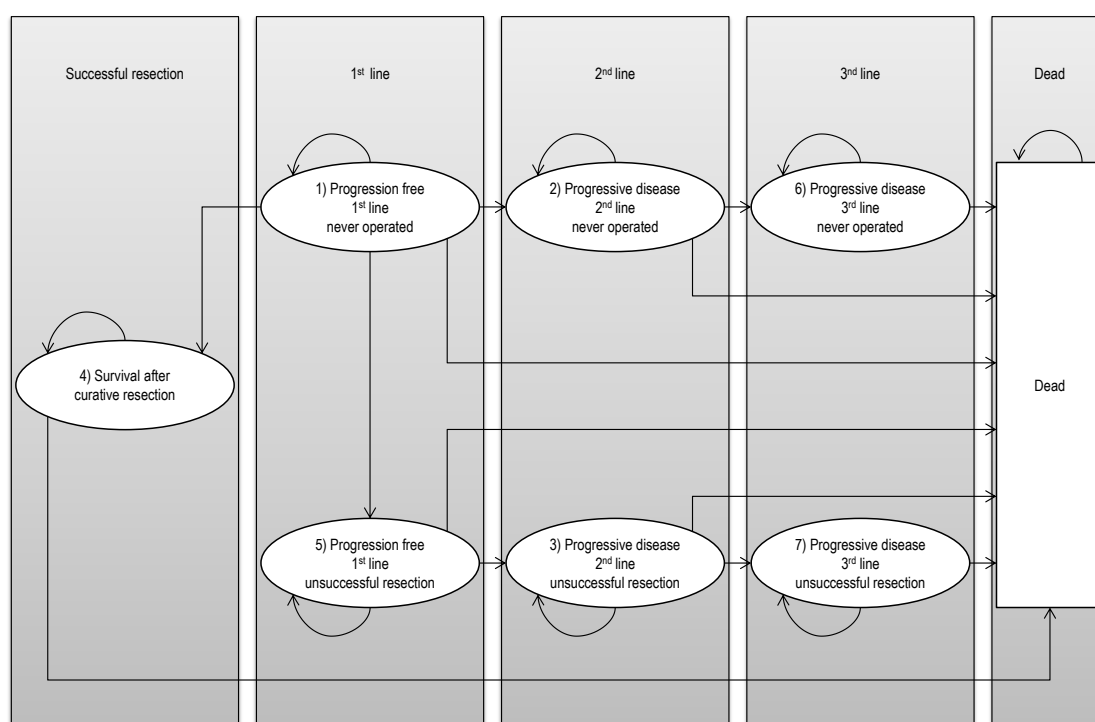 Successful resection
1st line
2nd line
3nd line
Dead
1) Progression free
1st line
never operated
2) Progressive disease
2nd line
never operated
6) Progressive disease
3rd line
never operated
4) Survival after
curative resection
Dead
5) Progression free
1st line
unsuccessful resection
3) Progressive disease
2nd line
unsuccessful resection
7) Progressive disease
3rd line
unsuccessful resection